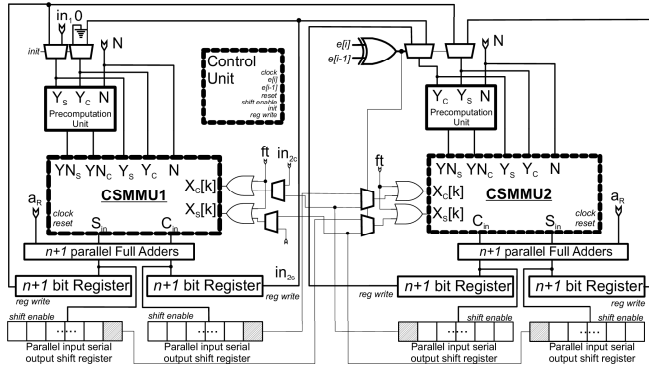 in₁ 0
init
N
Control
Unit
clock
e[i]
e[i-1]
reset
shift enable
init
reg write
e[i]
e[i-1]
N
Y_S Y_C N
Precomputation
Unit
Y_C Y_S N
Precomputation
Unit
ft
in_2c
ft
YN_S YN_C Y_S Y_C N
CSMMU1
X_C[k]
X_S[k]
clock
reset
S_in
C_in
a_R
YN_S YN_C Y_S Y_C N
CSMMU2
X_C[k]
X_S[k]
clock
reset
C_in
S_in
a_R
n+1 parallel Full Adders
n+1 parallel Full Adders
n+1 bit Register
n+1 bit Register
in_2c
reg write
reg write
n+1 bit Register
n+1 bit Register
reg write
reg write
shift enable
shift enable
shift enable
shift enable
.....
.....
.....
.....
Parallel input serial
output shift register
Parallel input serial
output shift register
Parallel input serial
output shift register
Parallel input serial
output shift register